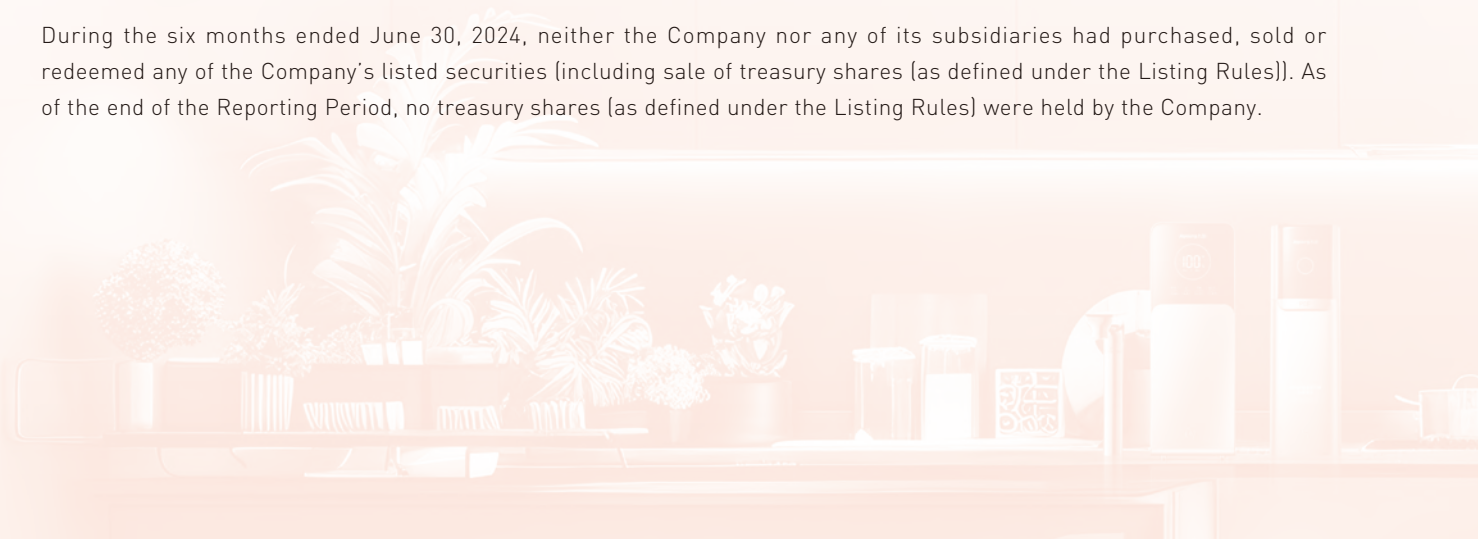 During the six months ended June 30, 2024, neither the Company nor any of its subsidiaries had purchased, sold or
redeemed any of the Company’s listed securities (including sale of treasury shares (as defined under the Listing Rules)). As
of the end of the Reporting Period, no treasury shares (as defined under the Listing Rules) were held by the Company.
100